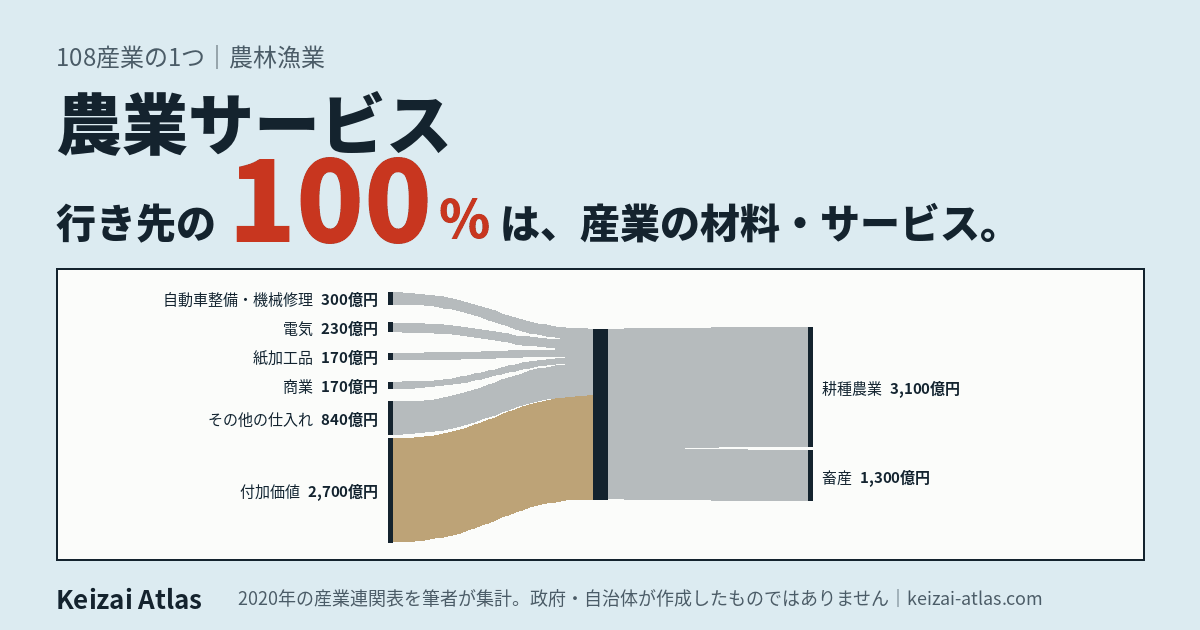 108産業の1つ｜農林漁業
農業サービス
行き先の100%は、産業の材料・サービス。
自動車整備・機械修理 300億円
電気 230億円
紙加工品 170億円
商業 170億円
その他の仕入れ 840億円
付加価値 2,700億円
耕種農業 3,100億円
畜産 1,300億円
Keizai Atlas 2020年の産業連関表を筆者が集計。政府・自治体が作成したものではありません｜keizai-atlas.com